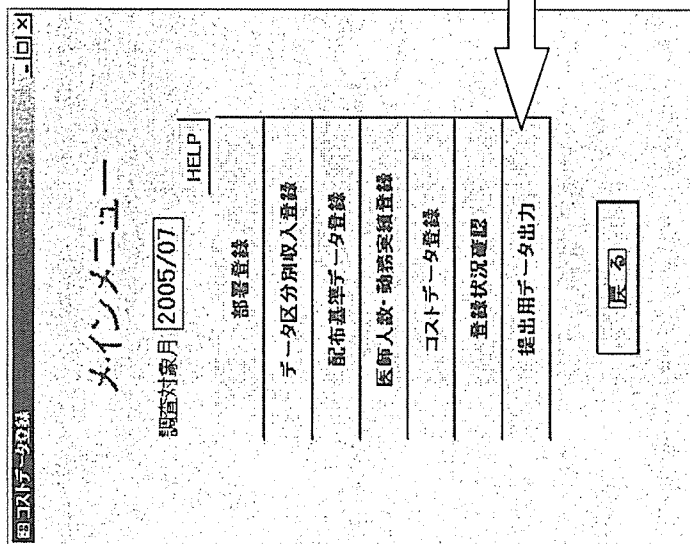 コストデータ登録
メインメニュー
調査対象月 2005/07
HELP
部署登録
データ区分別収入登録
配布基準データ登録
医師人数・勤務実績登録
コストデータ登録
登録状況確認
提出用データ出力
戻る